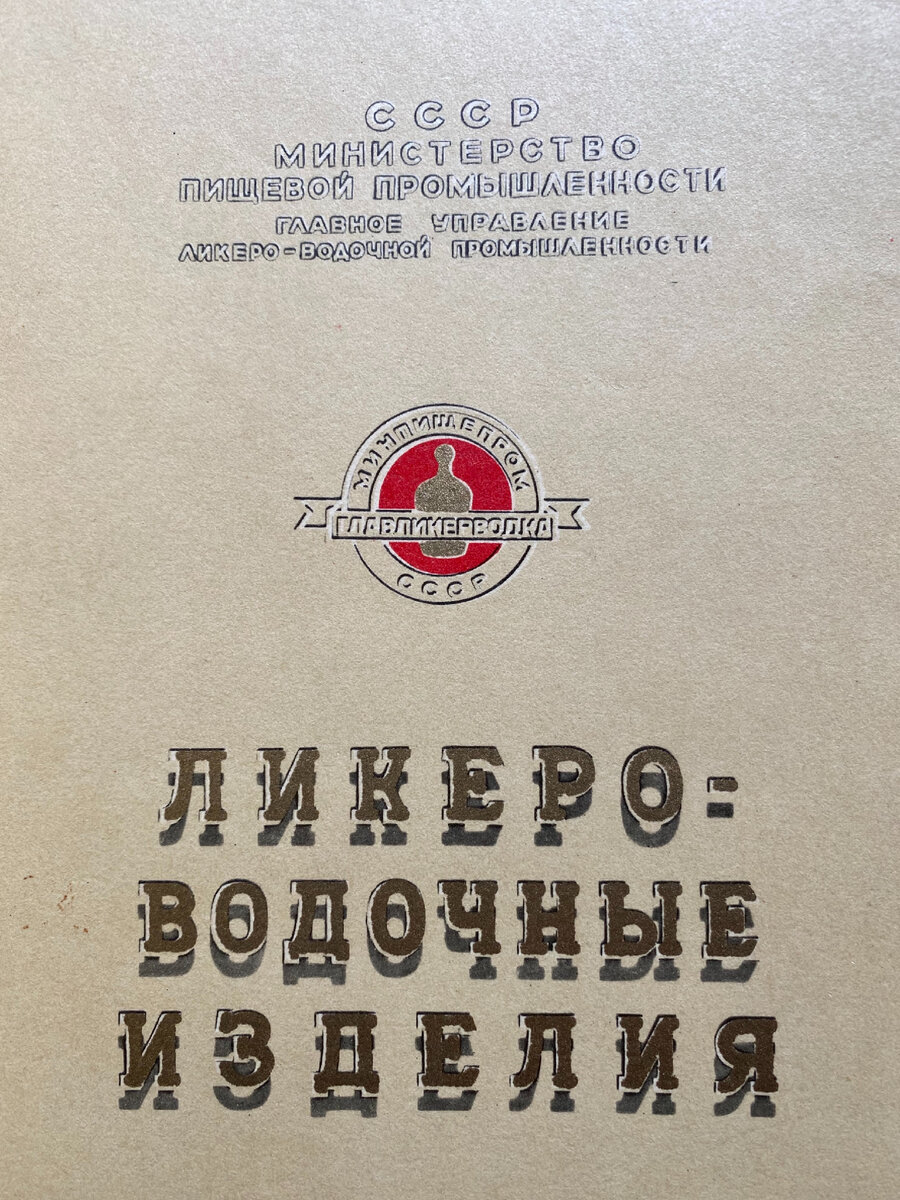 СССР
МИНИСТЕРСТВО
ПИЩЕВОЙ ПРОМЫШЛЕННОСТИ
ГЛАВНОЕ УПРАВЛЕНИЕ
ЛИКЕРО-ВОДОЧНОЙ ПРОМЫШЛЕННОСТИ
МИНПИЩЕПРОМ
ГЛАВЛИКЕРВОДКА
СССР
ЛИКЕРО-
ВОДОЧНЫЕ
ИЗДЕЛИЯ